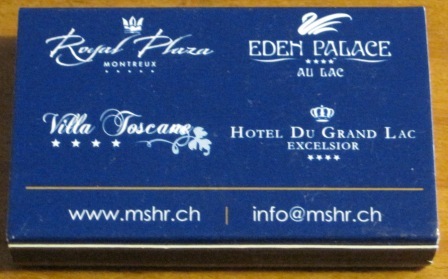 Royal Plaza
MONTREUX
EDEN PALACE
AU LAC
Villa Toscane
HOTEL DU GRAND LAC
EXCELSIOR
www.mshr.ch | info@mshr.ch